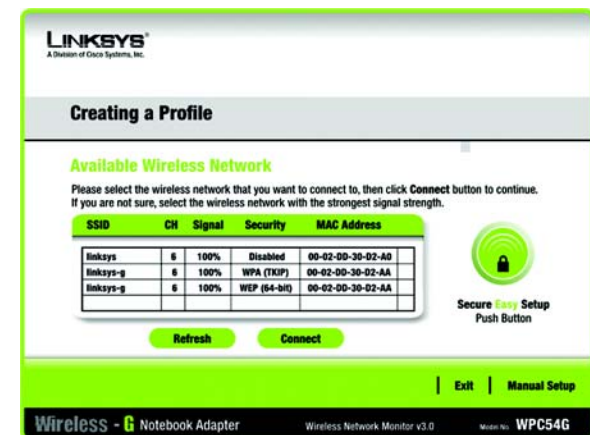 LINKSYS®
A Division of Cisco Systems, Inc.
Creating a Profile
Available Wireless Network
Please select the wireless network that you want to connect to, then click Connect button to continue.
If you are not sure, select the wireless network with the strongest signal strength.
SSID CH Signal Security MAC Address
linksys 6 100% Disabled 00-02-DD-30-D2-A0
linksys-g 6 100% WPA (TKIP) 00-02-DD-30-D2-AA
linksys-g 6 100% WEP (64-bit) 00-02-DD-30-D2-AA
Secure Easy Setup
Push Button
Refresh Connect
Exit Manual Setup
Wireless - G Notebook Adapter Wireless Network Monitor v3.0 Model No. WPC54G